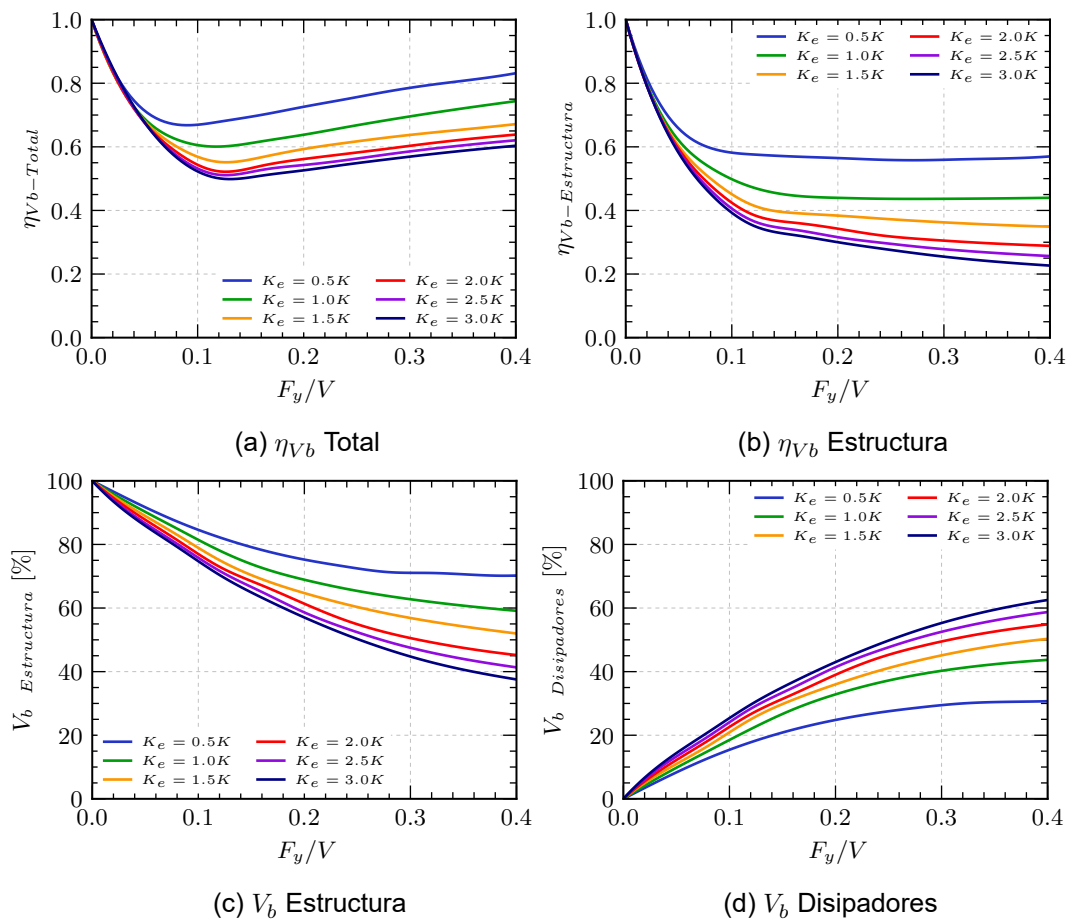 1.0
0.8
0.6
0.4
0.2
0.0
η_{Vb−Total}
K_e = 0.5K
K_e = 1.0K
K_e = 1.5K
K_e = 2.0K
K_e = 2.5K
K_e = 3.0K
0.0 0.1 0.2 0.3 0.4
F_y/V
(a) η_{Vb} Total
1.0
0.8
0.6
0.4
0.2
0.0
η_{Vb−Estructura}
K_e = 0.5K
K_e = 1.0K
K_e = 1.5K
K_e = 2.0K
K_e = 2.5K
K_e = 3.0K
0.0 0.1 0.2 0.3 0.4
F_y/V
(b) η_{Vb} Estructura
100
80
60
40
20
0
V_{b Estructura} [%]
K_e = 0.5K
K_e = 1.0K
K_e = 1.5K
K_e = 2.0K
K_e = 2.5K
K_e = 3.0K
0.0 0.1 0.2 0.3 0.4
F_y/V
(c) V_b Estructura
100
80
60
40
20
0
V_{b Disipadores} [%]
K_e = 0.5K
K_e = 1.0K
K_e = 1.5K
K_e = 2.0K
K_e = 2.5K
K_e = 3.0K
0.0 0.1 0.2 0.3 0.4
F_y/V
(d) V_b Disipadores